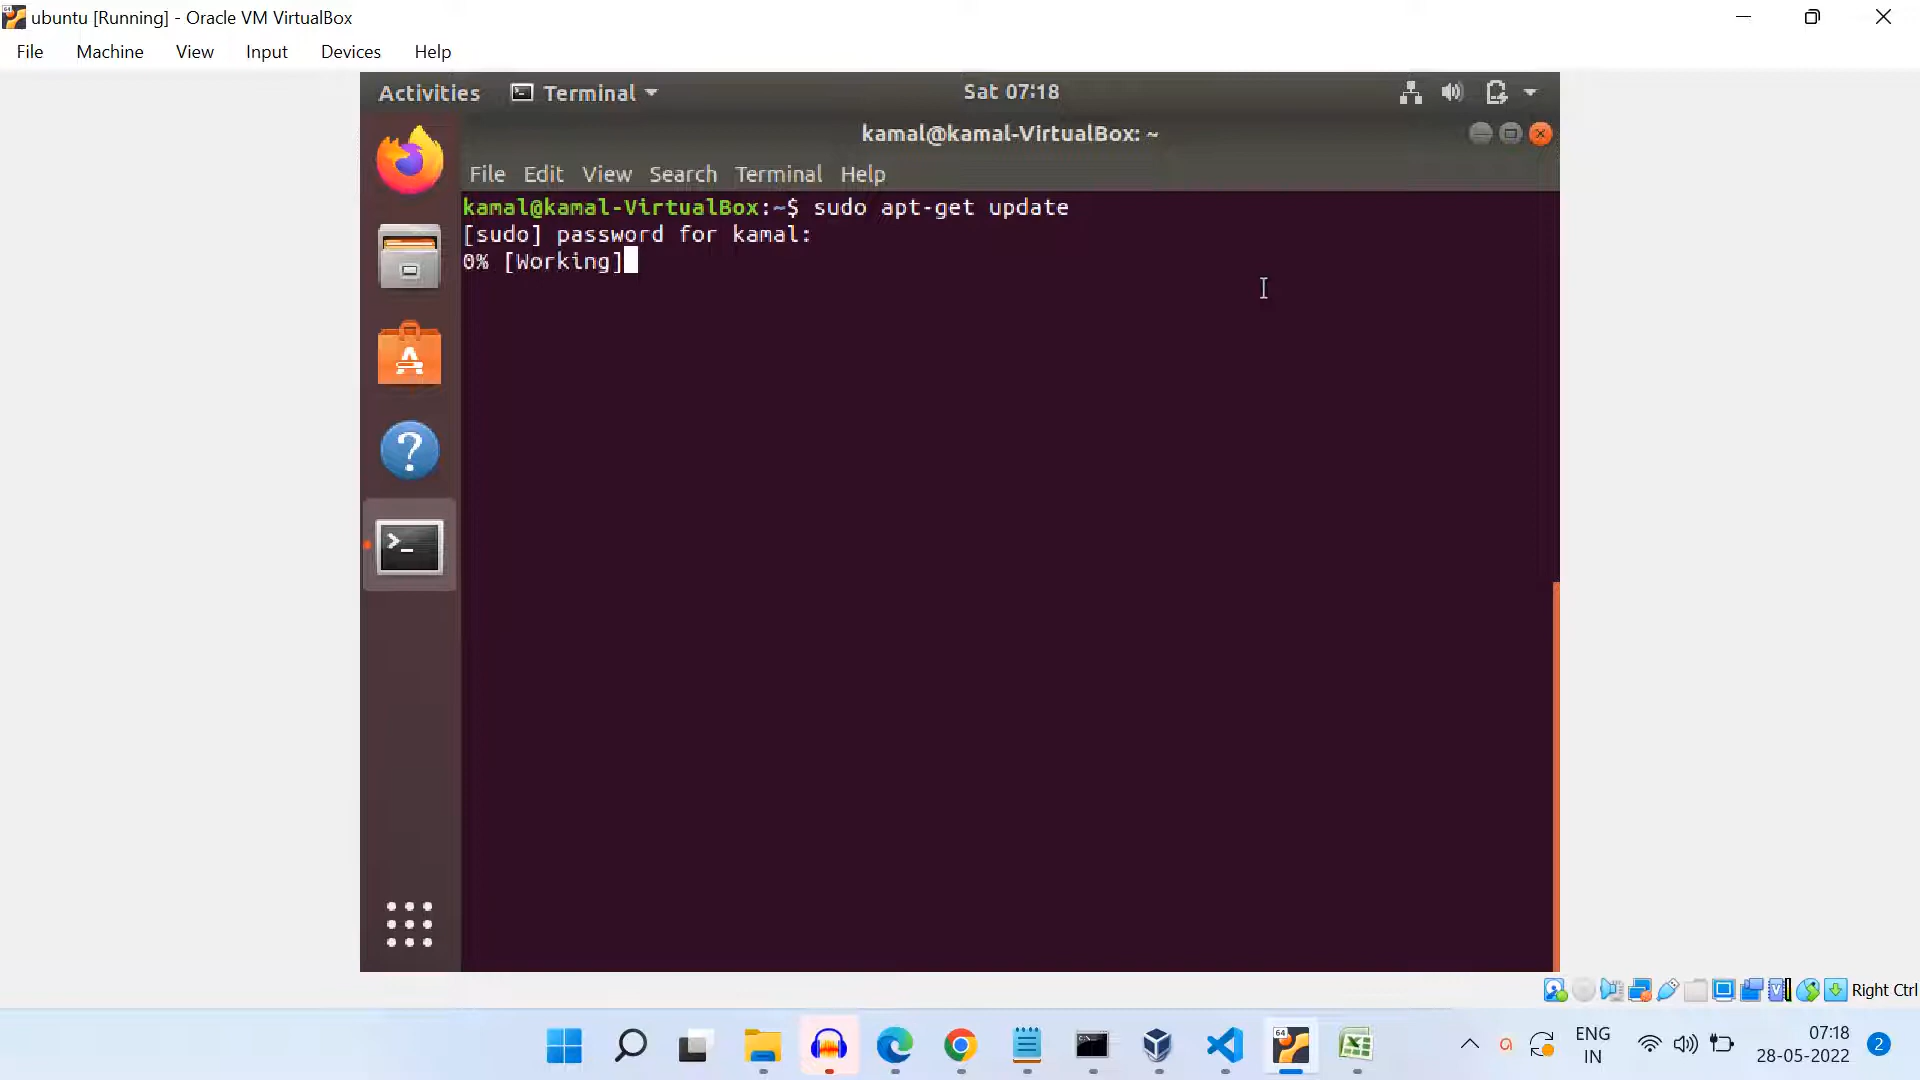 ubuntu [Running] - Oracle VM VirtualBox
File Machine View Input Devices Help
Activities Terminal Sat 07:18
kamal@kamal-VirtualBox: ~
File Edit View Search Terminal Help
kamal@kamal-VirtualBox:~$ sudo apt-get update
[sudo] password for kamal:
0% [Working]
Right Ctrl
ENG
IN
07:18
28-05-2022
2